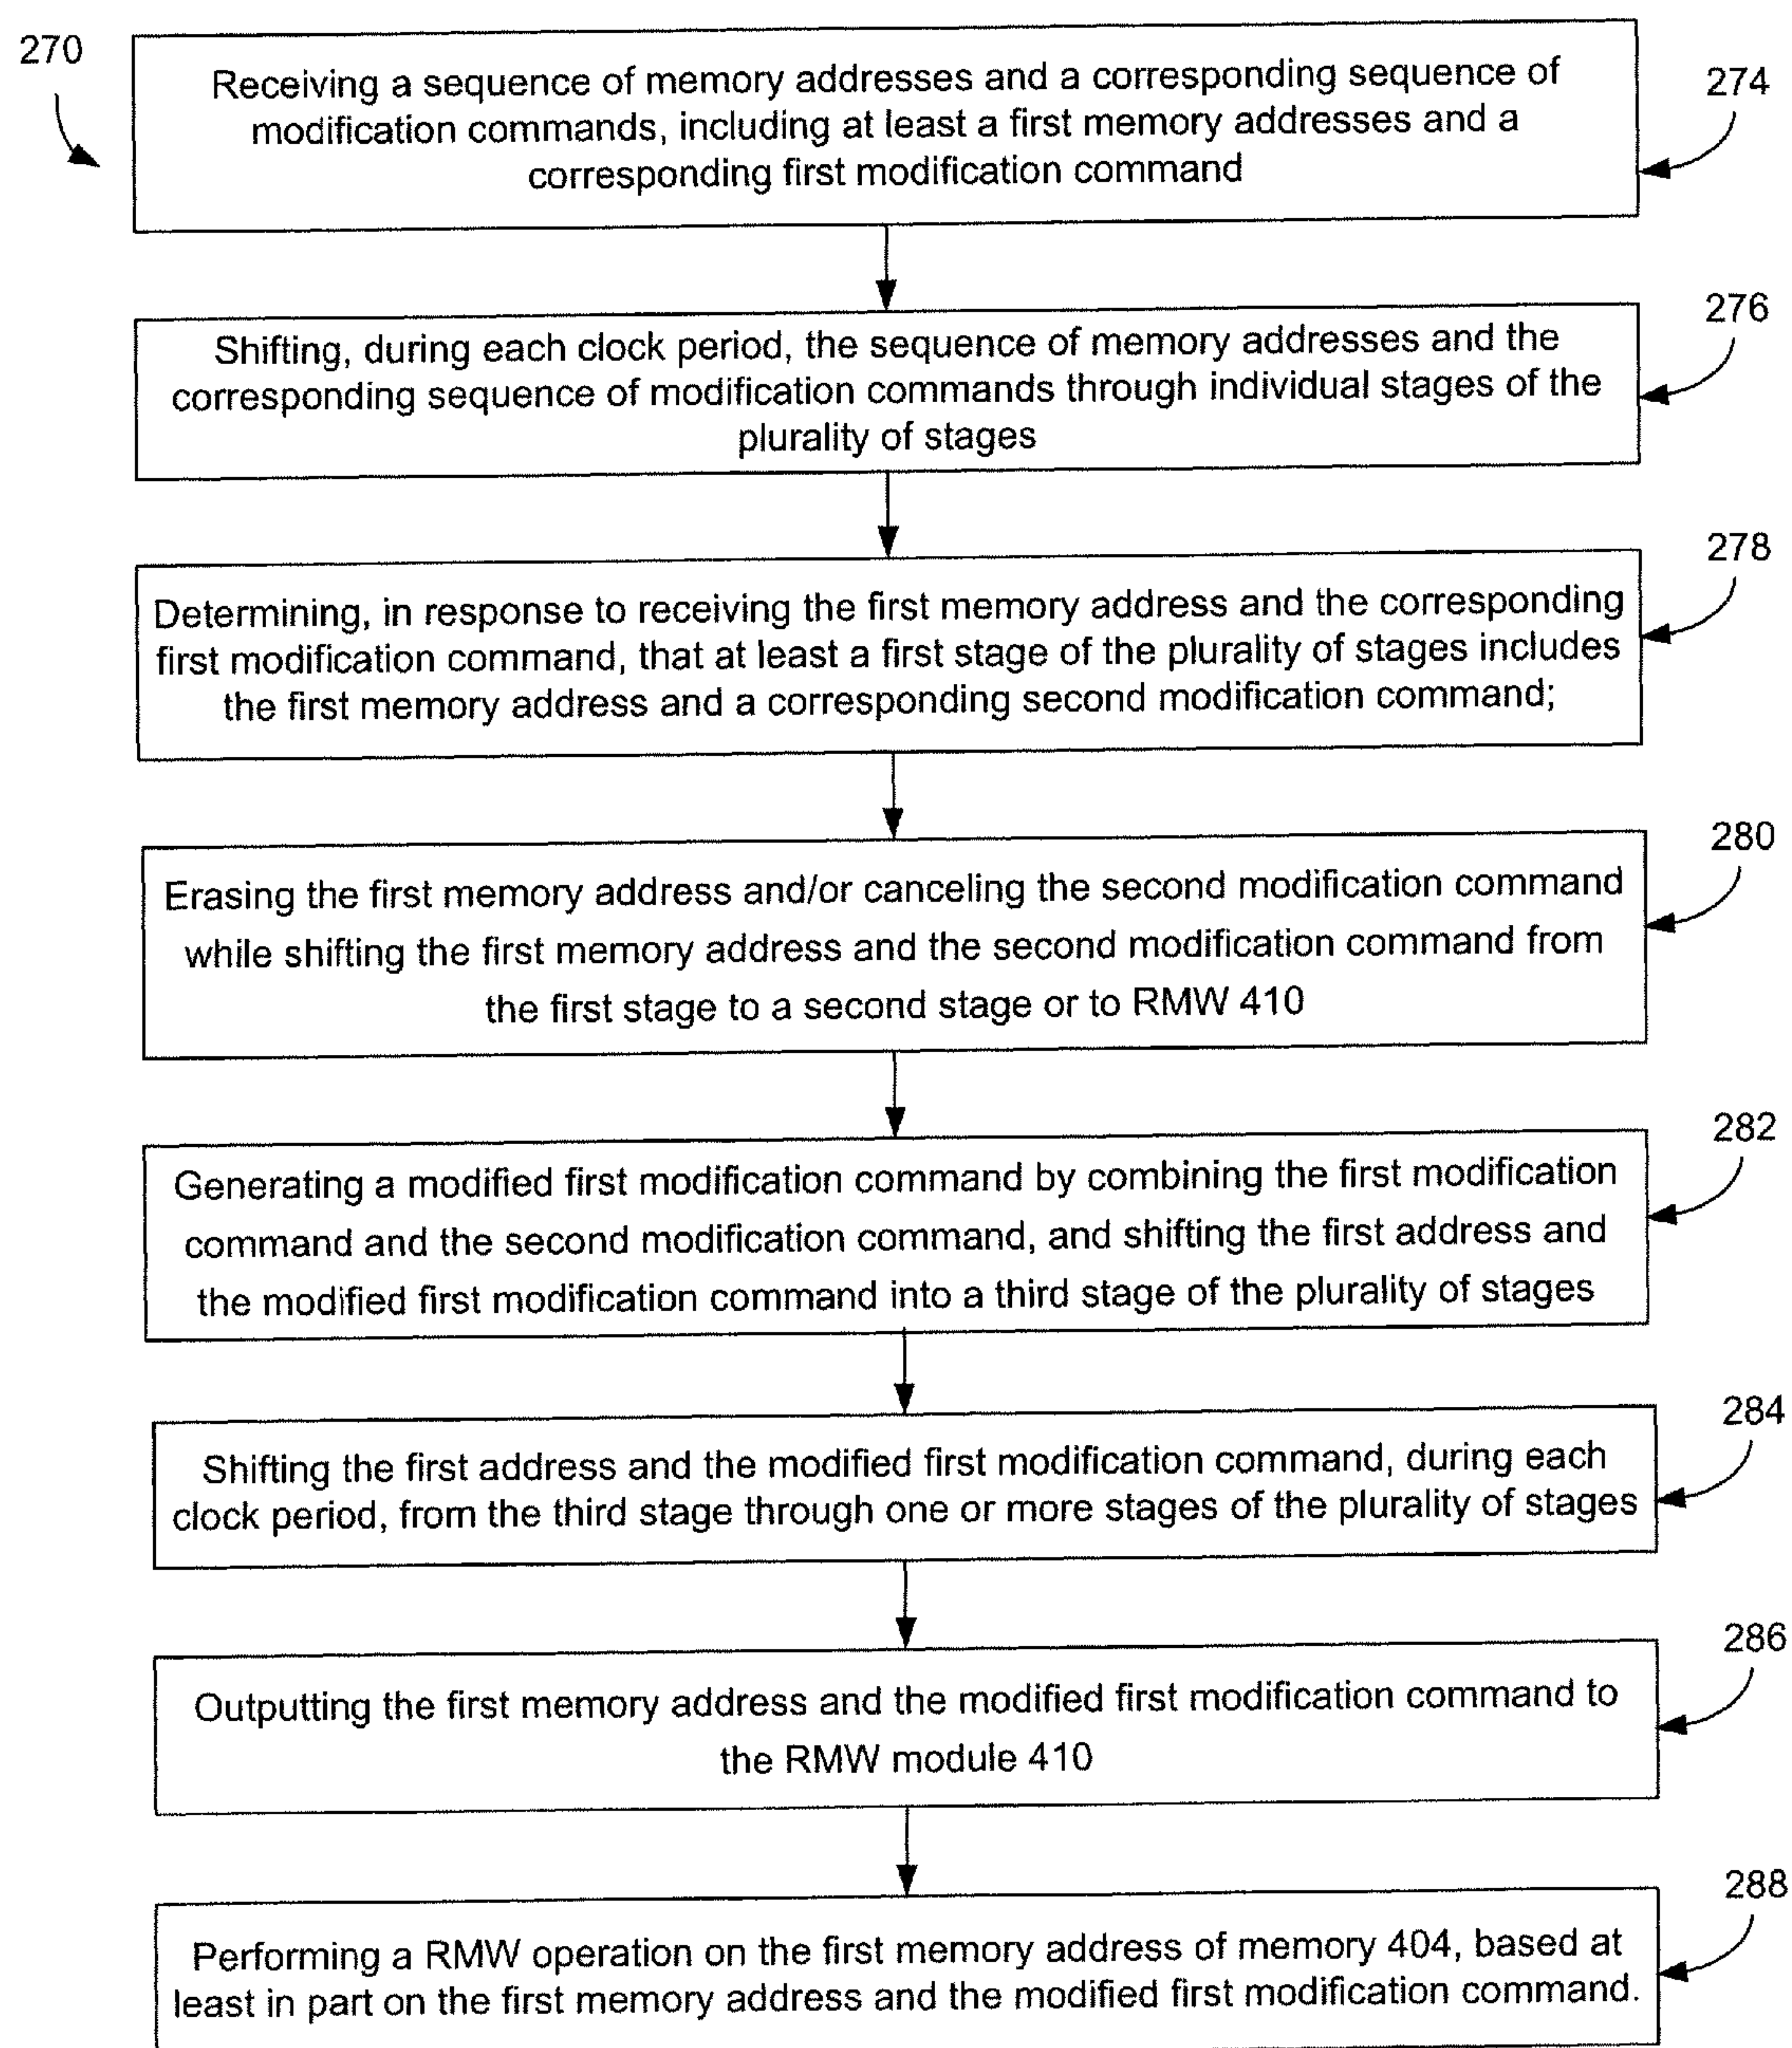 270
Receiving a sequence of memory addresses and a corresponding sequence of
modification commands, including at least a first memory addresses and a
corresponding first modification command
274
Shifting, during each clock period, the sequence of memory addresses and the
corresponding sequence of modification commands through individual stages of the
plurality of stages
276
Determining, in response to receiving the first memory address and the corresponding
first modification command, that at least a first stage of the plurality of stages includes
the first memory address and a corresponding second modification command;
278
Erasing the first memory address and/or canceling the second modification command
while shifting the first memory address and the second modification command from
the first stage to a second stage or to RMW 410
280
Generating a modified first modification command by combining the first modification
command and the second modification command, and shifting the first address and
the modified first modification command into a third stage of the plurality of stages
282
Shifting the first address and the modified first modification command, during each
clock period, from the third stage through one or more stages of the plurality of stages
284
Outputting the first memory address and the modified first modification command to
the RMW module 410
286
Performing a RMW operation on the first memory address of memory 404, based at
least in part on the first memory address and the modified first modification command.
288